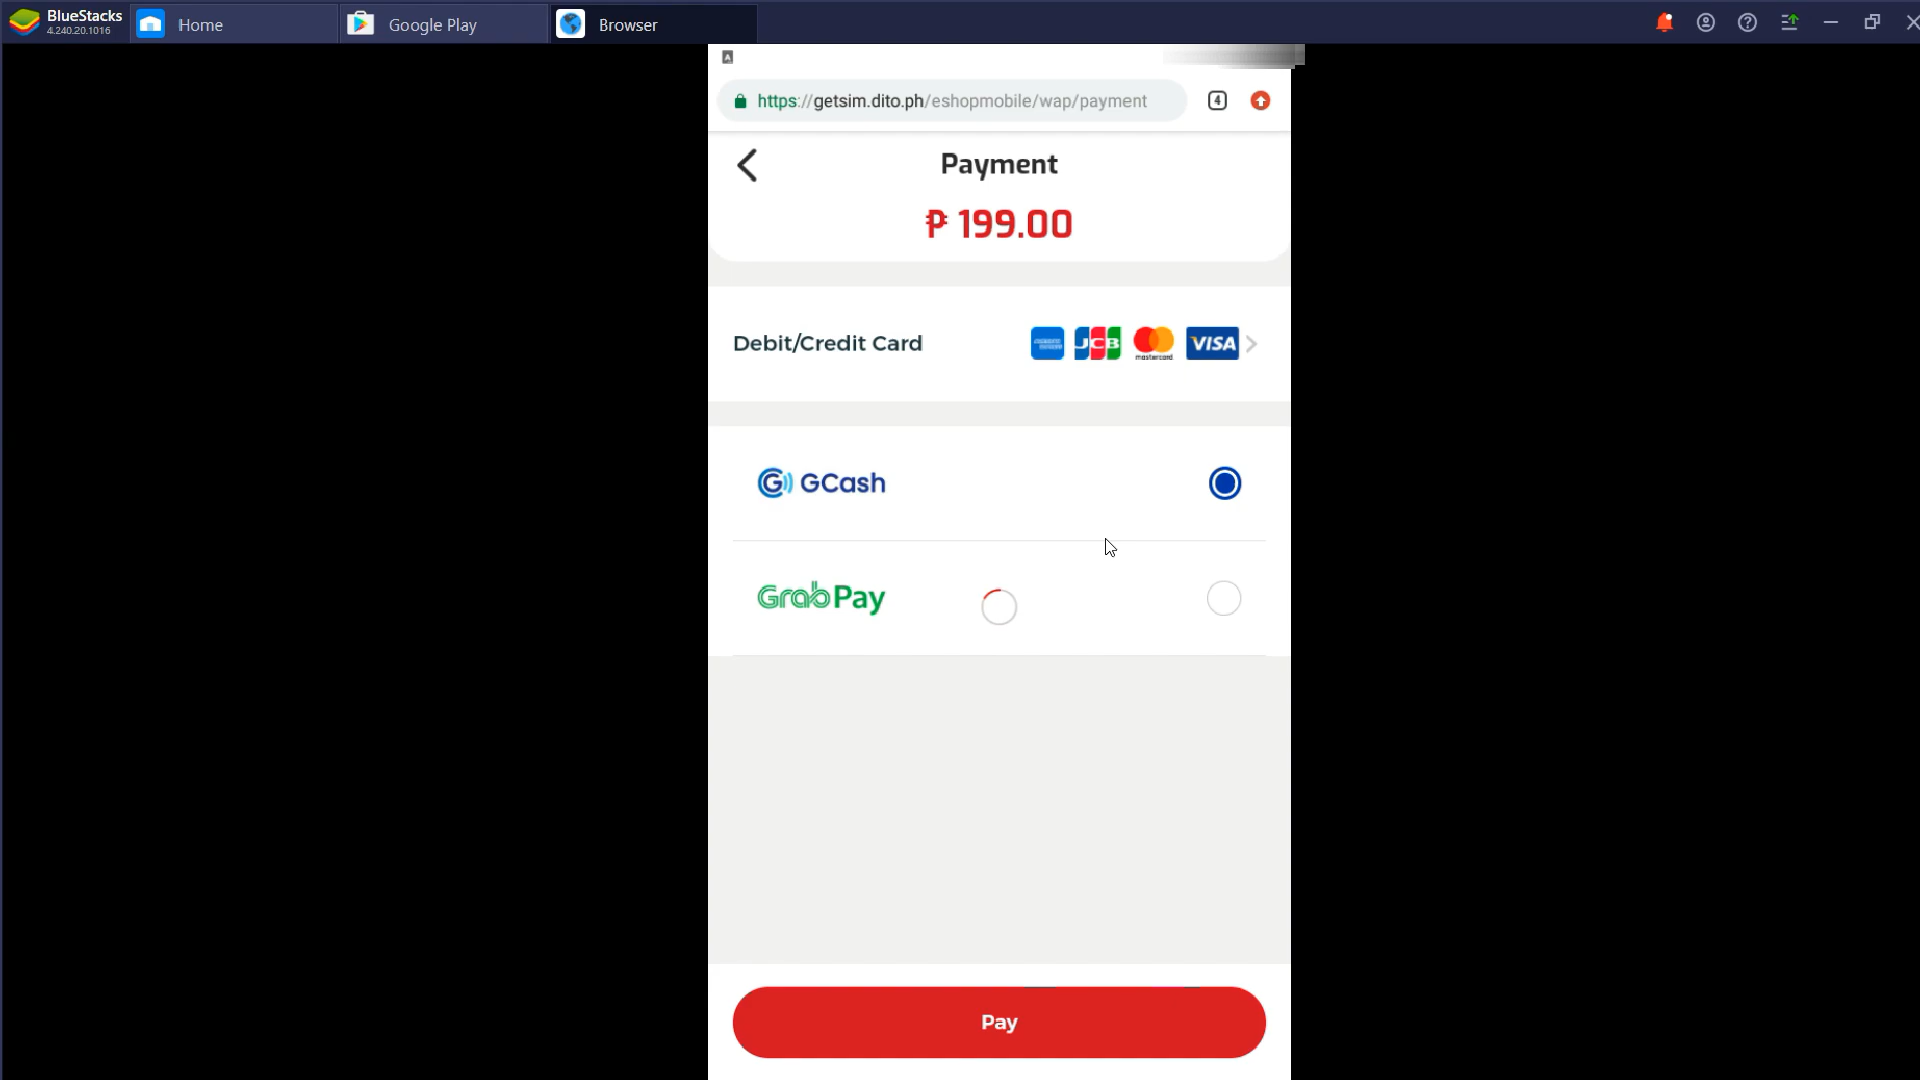 BlueStacks
4.240.20.1016
Home
Google Play
Browser
A
https://getsim.dito.ph/eshopmobile/wap/payment
4
Payment
₱ 199.00
Debit/Credit Card
JCB
mastercard
VISA
G GCash
GrabPay
Pay